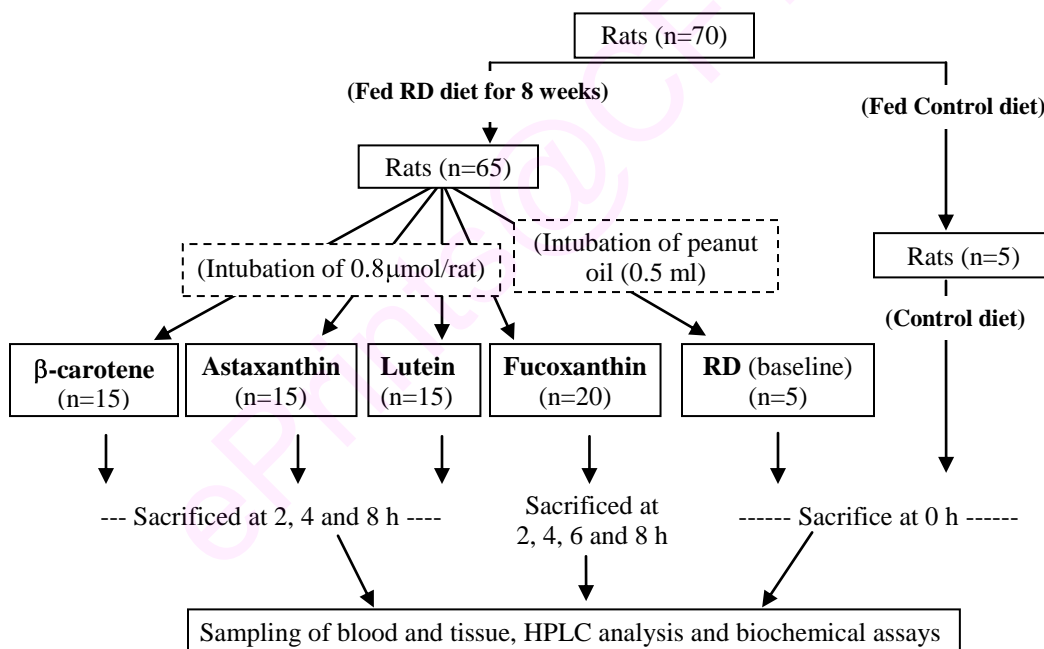 Rats (n=70)
(Fed RD diet for 8 weeks)
(Fed Control diet)
Rats (n=65)
(Intubation of 0.8μmol/rat)
(Intubation of peanut
oil (0.5 ml)
Rats (n=5)
(Control diet)
β-carotene
(n=15)
Astaxanthin
(n=15)
Lutein
(n=15)
Fucoxanthin
(n=20)
RD (baseline)
(n=5)
--- Sacrificed at 2, 4 and 8 h ----
Sacrificed at
2, 4, 6 and 8 h
------ Sacrifice at 0 h ------
Sampling of blood and tissue, HPLC analysis and biochemical assays
ePrints@CF